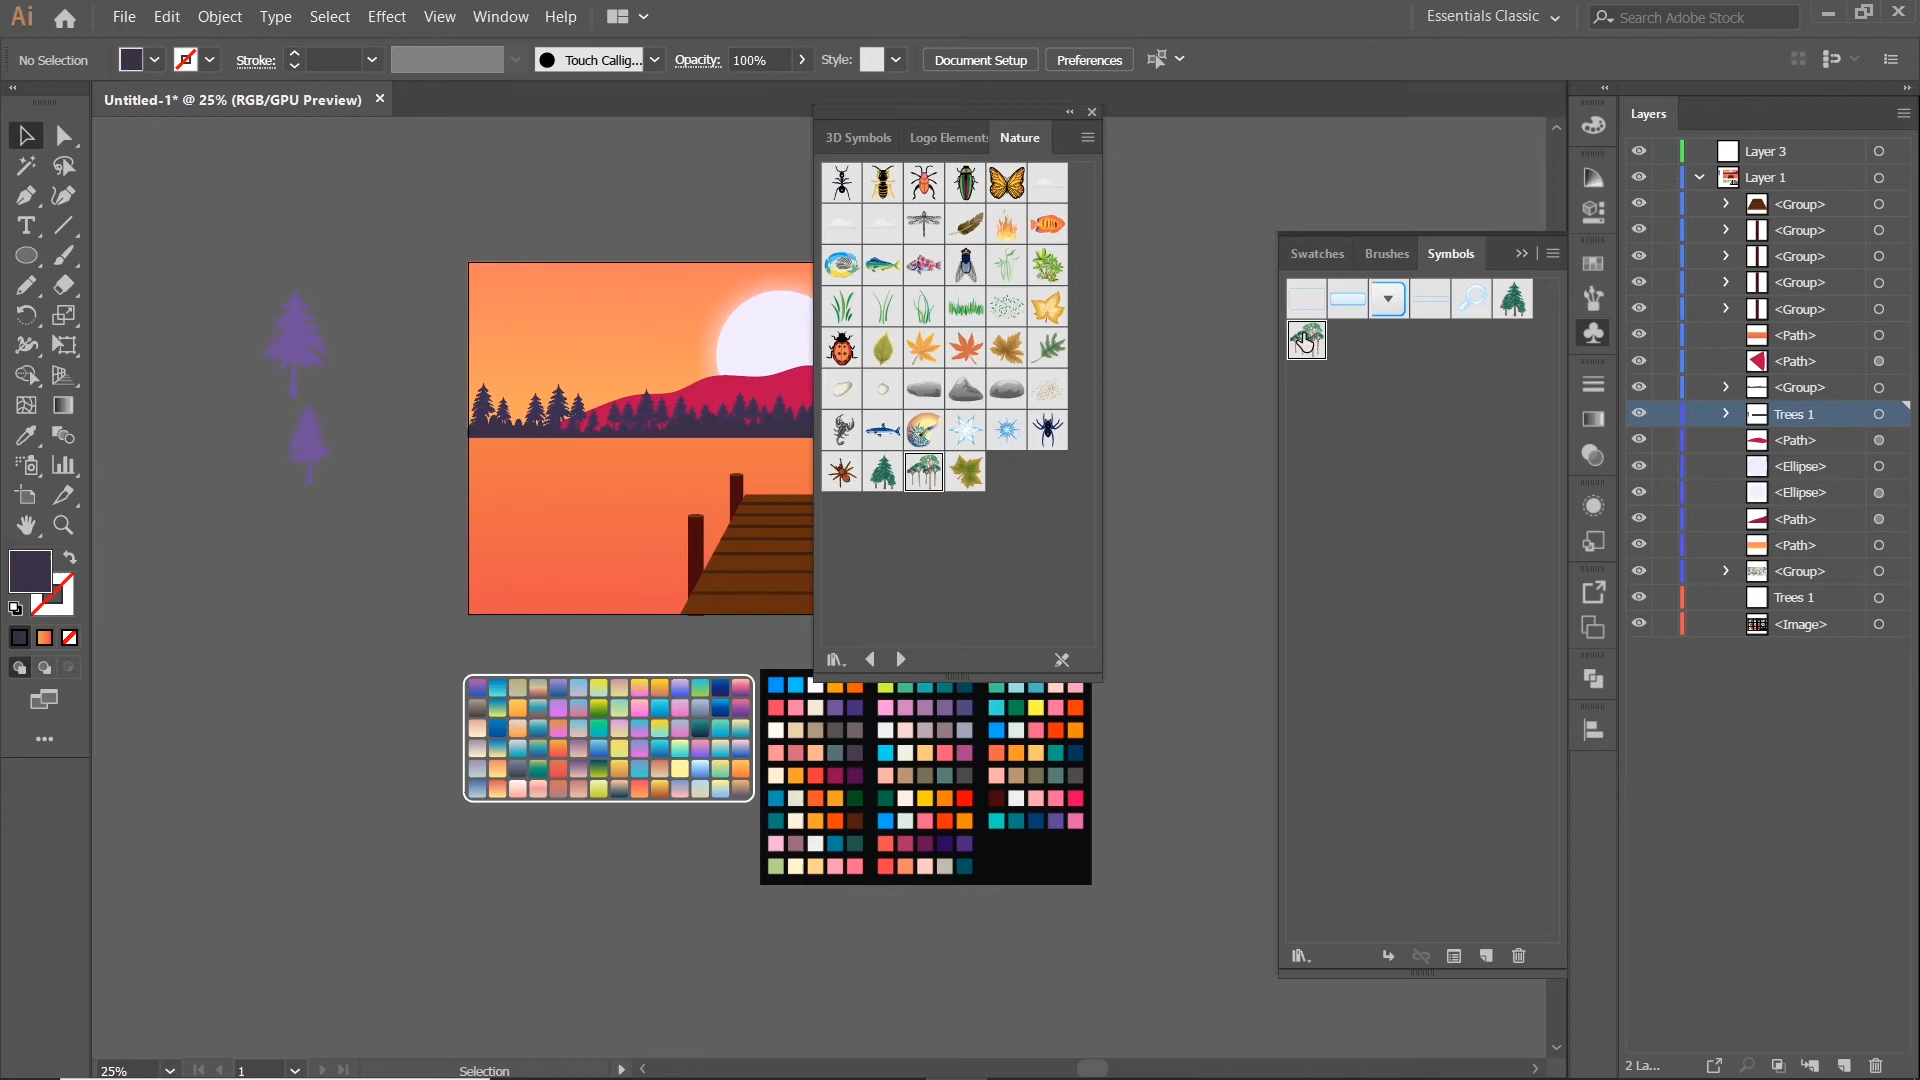 Ai File Edit Object Type Select Effect View Window Help Essentials Classic Search Adobe Stock
No Selection Stroke: Touch Callig... Opacity: 100% Style: Document Setup Preferences
Untitled-1* @ 25% (RGB/GPU Preview)
3D Symbols Logo Elements Nature
Swatches Brushes Symbols
Layers
Layer 3
Layer 1
<Group>
<Group>
<Group>
<Group>
<Group>
<Path>
<Path>
<Group>
Trees 1
<Path>
<Ellipse>
<Ellipse>
<Path>
<Path>
<Group>
Trees 1
<Image>
2 La...
25% 1 Selection